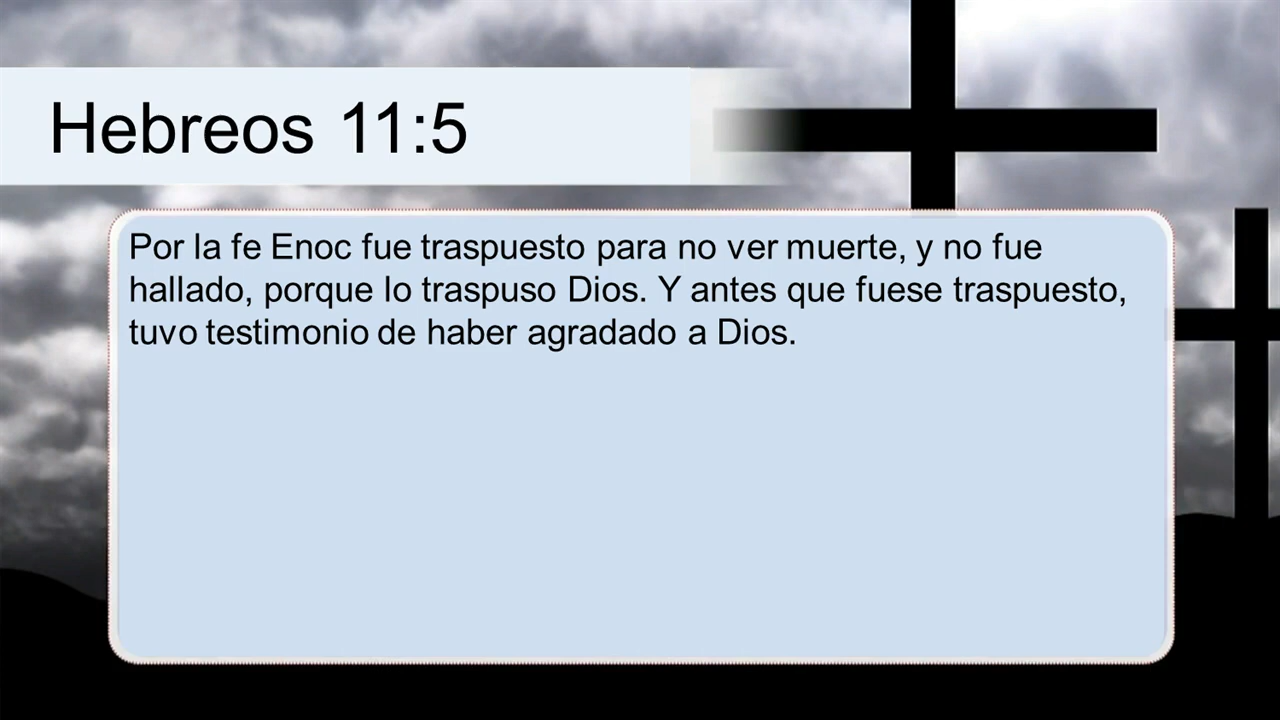 Hebreos 11:5
Por la fe Enoc fue traspuesto para no ver muerte, y no fue
hallado, porque lo traspuso Dios. Y antes que fuese traspuesto,
tuvo testimonio de haber agradado a Dios.